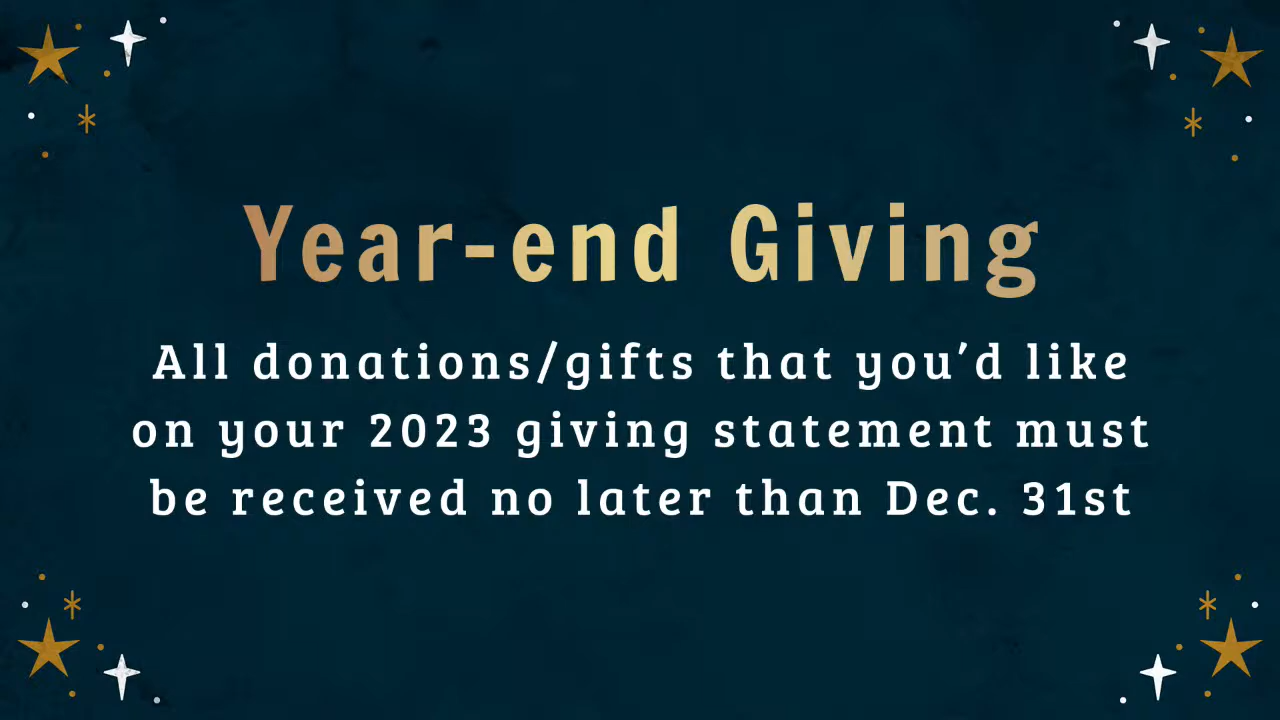 Year-end Giving
All donations/gifts that you’d like
on your 2023 giving statement must
be received no later than Dec. 31st